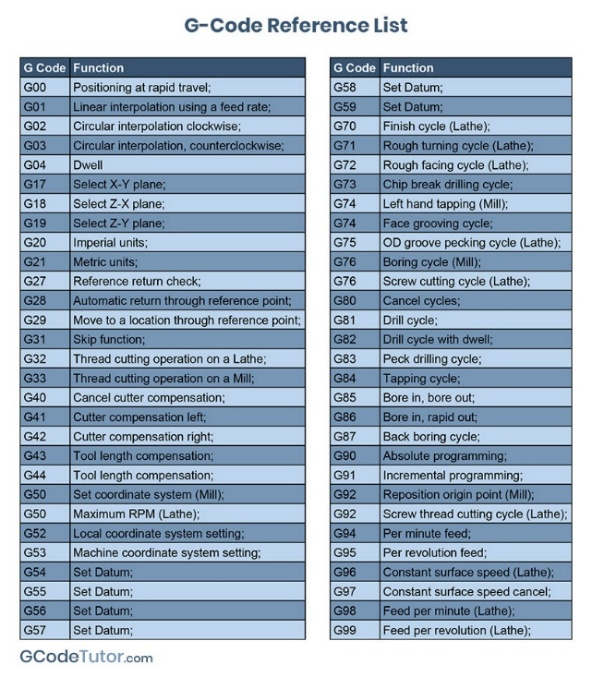 G-Code Reference List
G Code Function
G00 Positioning at rapid travel;
G01 Linear interpolation using a feed rate;
G02 Circular interpolation clockwise;
G03 Circular interpolation, counterclockwise;
G04 Dwell
G17 Select X-Y plane;
G18 Select Z-X plane;
G19 Select Z-Y plane;
G20 Imperial units;
G21 Metric units;
G27 Reference return check;
G28 Automatic return through reference point;
G29 Move to a location through reference point;
G31 Skip function;
G32 Thread cutting operation on a Lathe;
G33 Thread cutting operation on a Mill;
G40 Cancel cutter compensation;
G41 Cutter compensation left;
G42 Cutter compensation right;
G43 Tool length compensation;
G44 Tool length compensation;
G50 Set coordinate system (Mill);
G50 Maximum RPM (Lathe);
G52 Local coordinate system setting;
G53 Machine coordinate system setting;
G54 Set Datum;
G55 Set Datum;
G56 Set Datum;
G57 Set Datum;
G Code Function
G58 Set Datum;
G59 Set Datum;
G70 Finish cycle (Lathe);
G71 Rough turning cycle (Lathe);
G72 Rough facing cycle (Lathe);
G73 Chip break drilling cycle;
G74 Left hand tapping (Mill);
G74 Face grooving cycle;
G75 OD groove pecking cycle (Lathe);
G76 Boring cycle (Mill);
G76 Screw cutting cycle (Lathe);
G80 Cancel cycles;
G81 Drill cycle;
G82 Drill cycle with dwell;
G83 Peck drilling cycle;
G84 Tapping cycle;
G85 Bore in, bore out;
G86 Bore in, rapid out;
G87 Back boring cycle;
G90 Absolute programming;
G91 Incremental programming;
G92 Reposition origin point (Mill);
G92 Screw thread cutting cycle (Lathe);
G94 Per minute feed;
G95 Per revolution feed;
G96 Constant surface speed (Lathe);
G97 Constant surface speed cancel;
G98 Feed per minute (Lathe);
G99 Feed per revolution (Lathe);
GCodeTutor.com